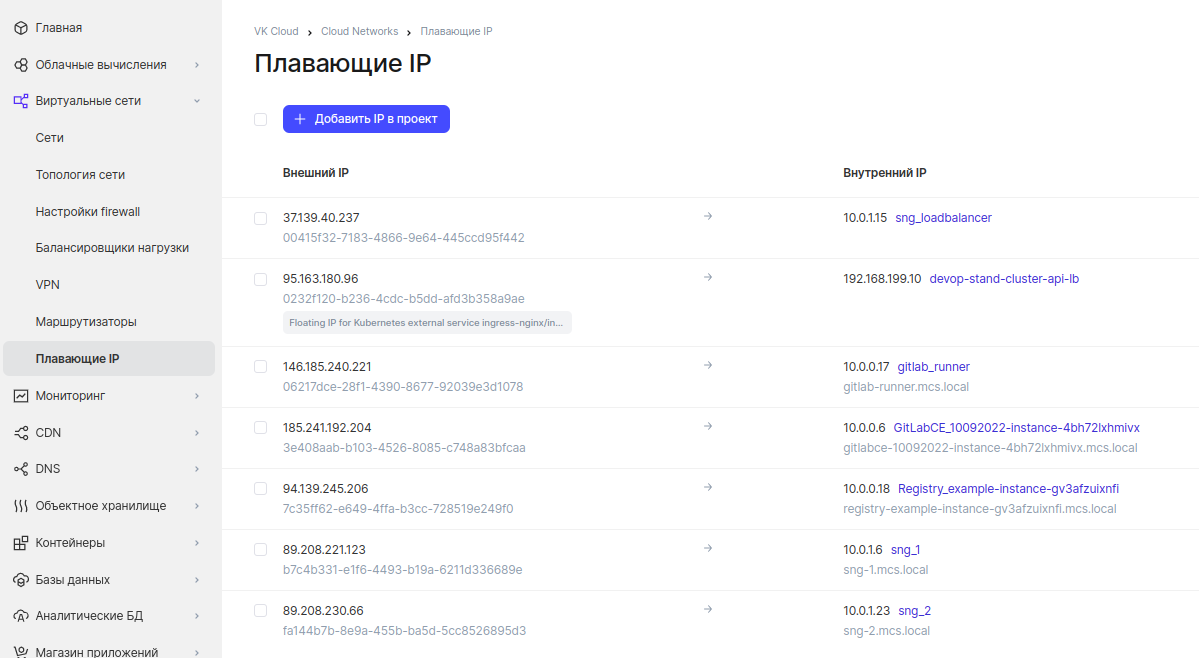 Главная
Облачные вычисления
Виртуальные сети
Сети
Топология сети
Настройки firewall
Балансировщики нагрузки
VPN
Маршрутизаторы
Плавающие IP
Мониторинг
CDN
DNS
Объектное хранилище
Контейнеры
Базы данных
Аналитические БД
Магазин приложений
VK Cloud › Cloud Networks › Плавающие IP
Плавающие IP
+ Добавить IP в проект
Внешний IP Внутренний IP
37.139.40.237 → 10.0.1.15 sng_loadbalancer
00415f32-7183-4866-9e64-445ccd95f442
95.163.180.96 → 192.168.199.10 devop-stand-cluster-api-lb
0232f120-b236-4cdc-b5dd-afd3b358a9ae
Floating IP for Kubernetes external service ingress-nginx/in...
146.185.240.221 → 10.0.0.17 gitlab_runner
06217dce-28f1-4390-8677-92039e3d1078 gitlab-runner.mcs.local
185.241.192.204 → 10.0.0.6 GitLabCE_10092022-instance-4bh72lxhmivx
3e408aab-b103-4526-8085-c748a83bfcaa gitlabce-10092022-instance-4bh72lxhmivx.mcs.local
94.139.245.206 → 10.0.0.18 Registry_example-instance-gv3afzuixnfi
7c35ff62-e649-4ffa-b3cc-728519e249f0 registry-example-instance-gv3afzuixnfi.mcs.local
89.208.221.123 → 10.0.1.6 sng_1
b7c4b331-e1f6-4493-b19a-6211d336689e sng-1.mcs.local
89.208.230.66 → 10.0.1.23 sng_2
fa144b7b-8e9a-455b-ba5d-5cc8526895d3 sng-2.mcs.local